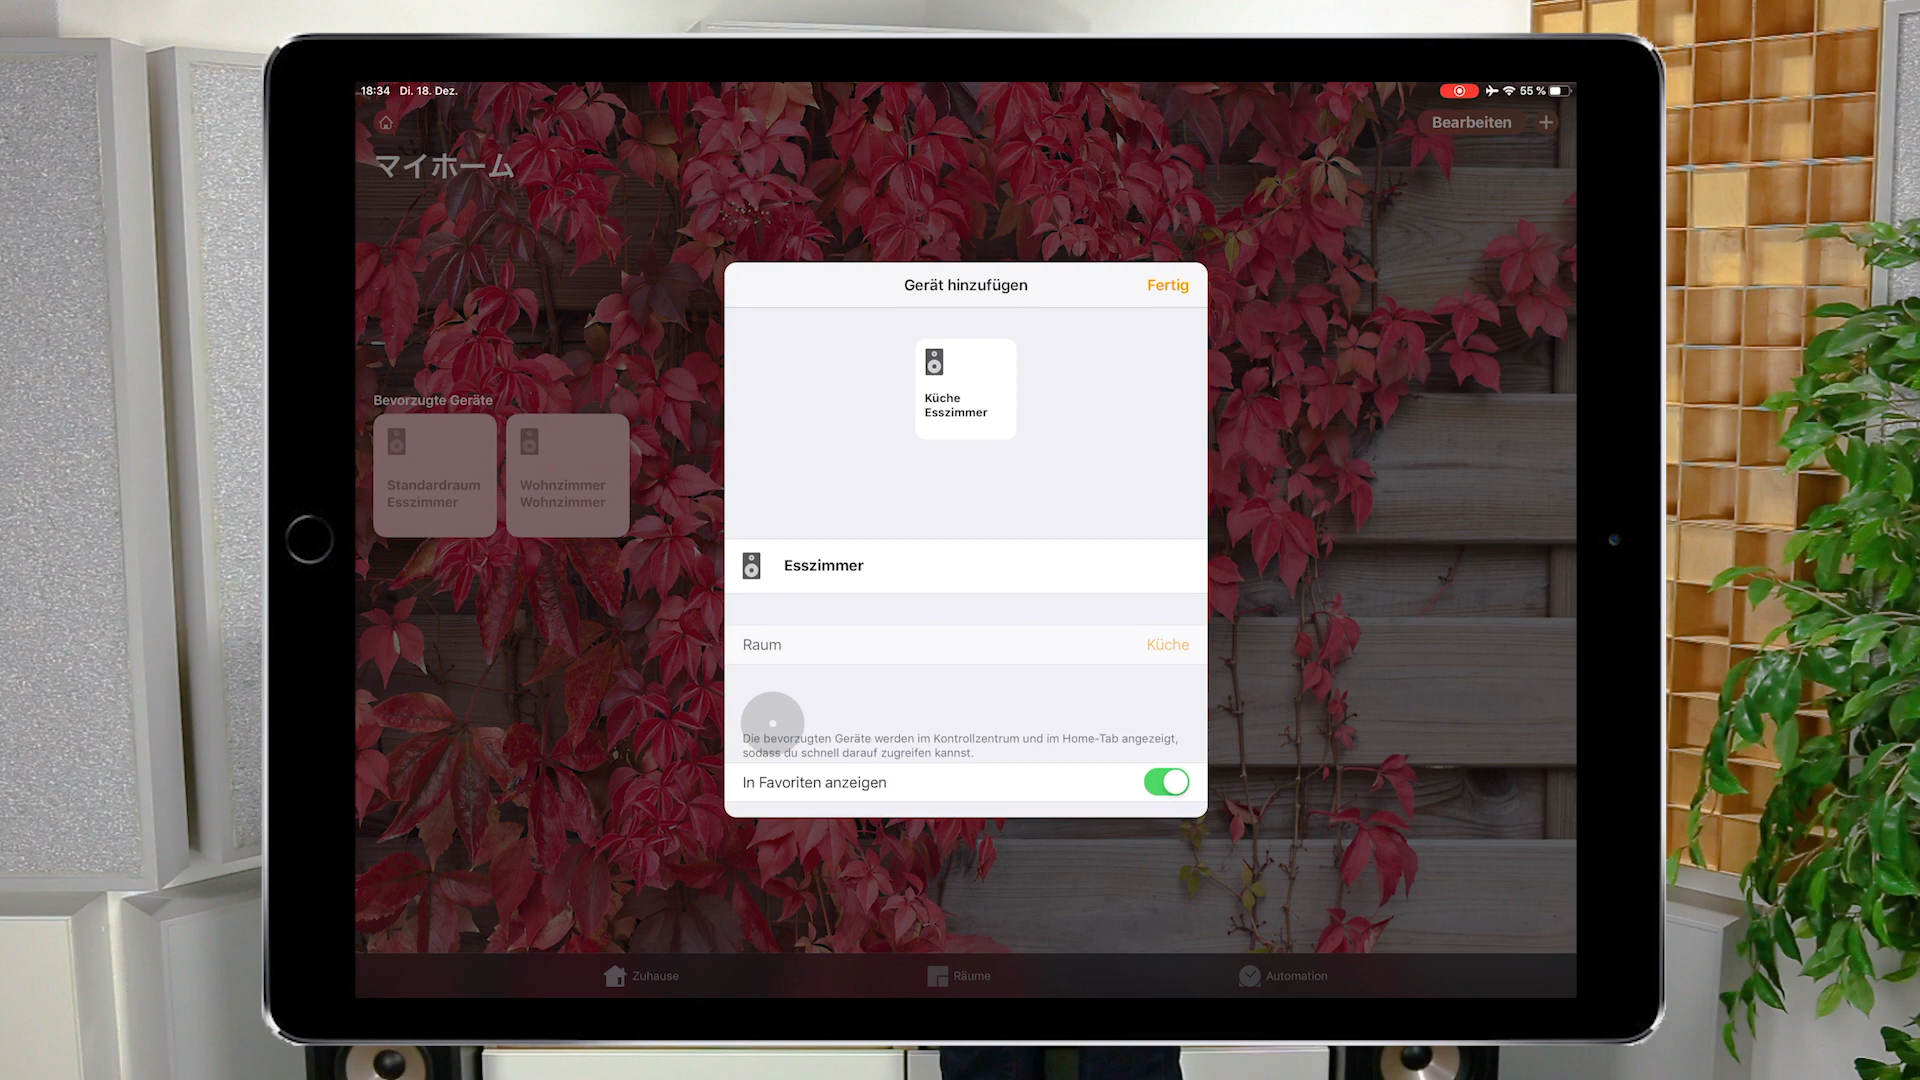 18:34 Di. 18. Dez.
55 %
Bearbeiten +
マイホーム
Gerät hinzufügen
Fertig
Küche
Esszimmer
Bevorzugte Geräte
Standardraum
Esszimmer
Wohnzimmer
Wohnzimmer
Esszimmer
Raum
Küche
Die bevorzugten Geräte werden im Kontrollzentrum und im Home-Tab angezeigt,
sodass du schnell darauf zugreifen kannst.
In Favoriten anzeigen
Zuhause
Räume
Automation